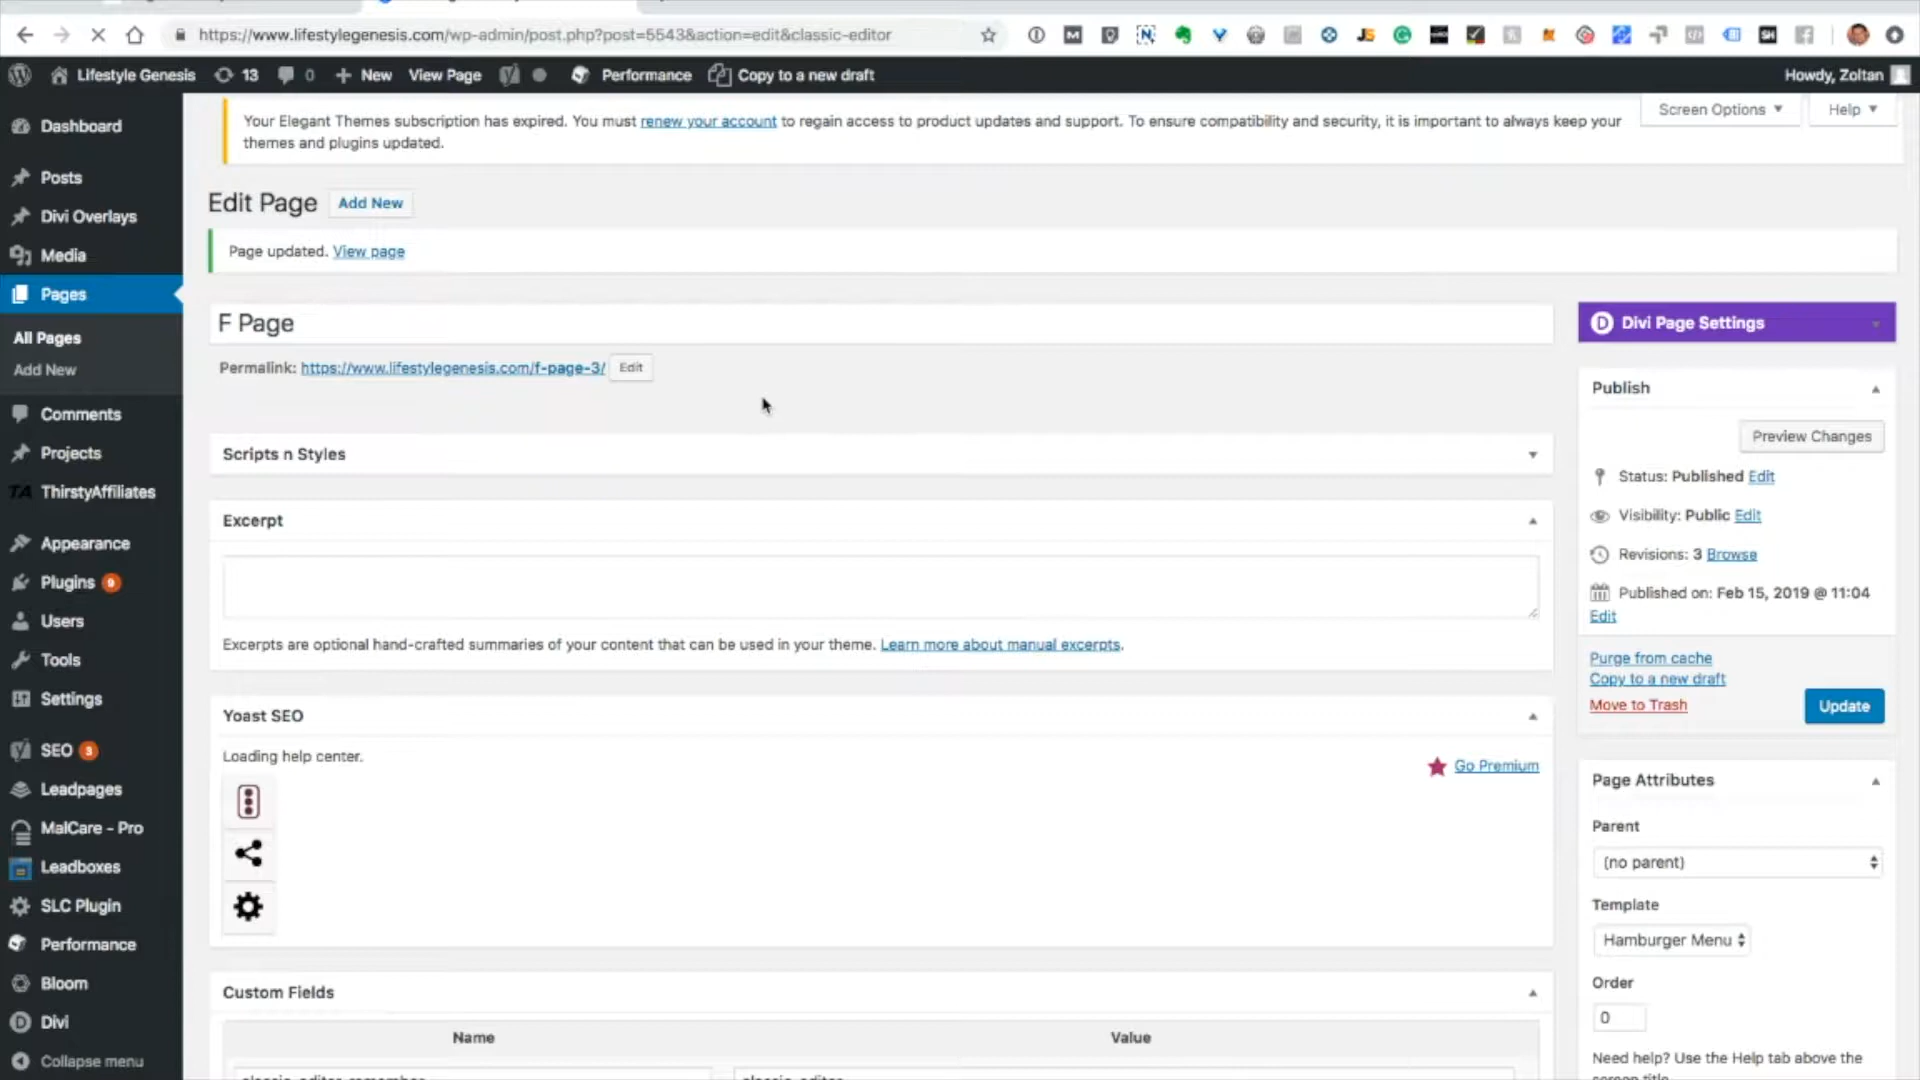 https://www.lifestylegenesis.com/wp-admin/post.php?post=5543&action=edit&classic-editor
Lifestyle Genesis 13 0 New View Page Performance Copy to a new draft Howdy, Zoltan
Your Elegant Themes subscription has expired. You must renew your account to regain access to product updates and support. To ensure compatibility and security, it is important to always keep your
themes and plugins updated.
Screen Options
Help
Edit Page Add New
Page updated. View page
F Page
Permalink: https://www.lifestylegenesis.com/f-page-3/ Edit
Scripts n Styles
Excerpt
Excerpts are optional hand-crafted summaries of your content that can be used in your theme. Learn more about manual excerpts.
Yoast SEO
Loading help center.
Go Premium
Custom Fields
Name Value
Dashboard
Posts
Divi Overlays
Media
Pages
All Pages
Add New
Comments
Projects
TA ThirstyAffiliates
Appearance
Plugins 9
Users
Tools
Settings
SEO 3
Leadpages
MalCare - Pro
Leadboxes
SLC Plugin
Performance
Bloom
Divi
Collapse menu
D Divi Page Settings
Publish
Preview Changes
Status: Published Edit
Visibility: Public Edit
Revisions: 3 Browse
Published on: Feb 15, 2019 @ 11:04
Edit
Purge from cache
Copy to a new draft
Move to Trash
Update
Page Attributes
Parent
(no parent)
Template
Hamburger Menu
Order
0
Need help? Use the Help tab above the